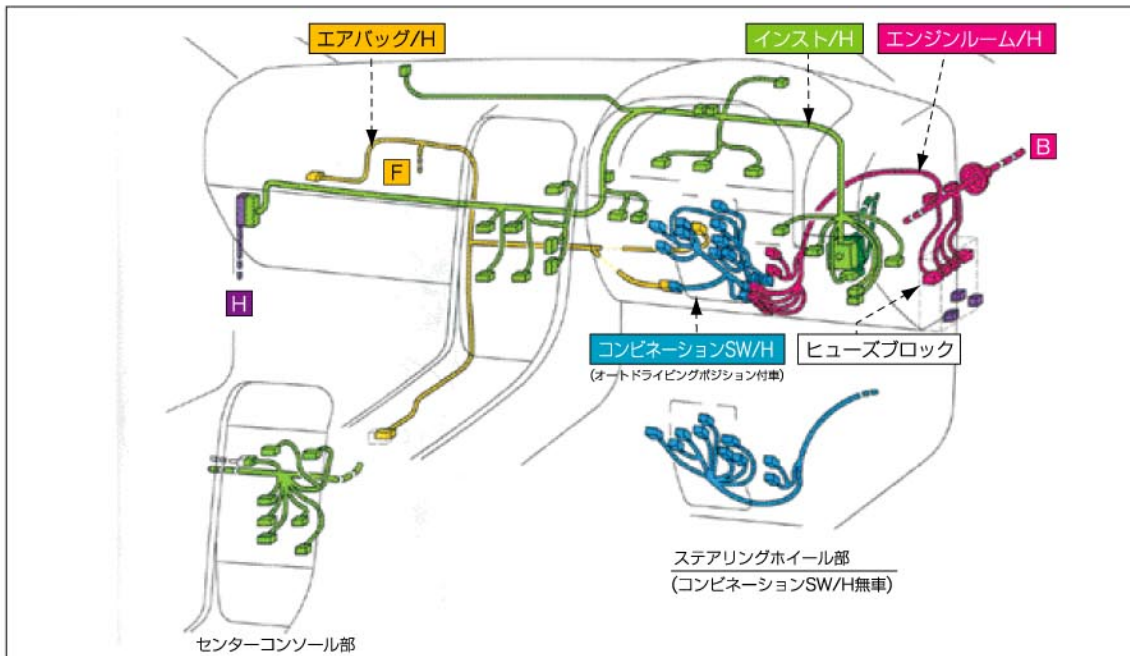 エアバッグ/H
インスト/H
エンジンルーム/H
B
F
H
コンビネーションSW/H
(オートドライビングポジション付車)
ヒューズブロック
ステアリングホイール部
(コンビネーションSW/H無車)
センターコンソール部